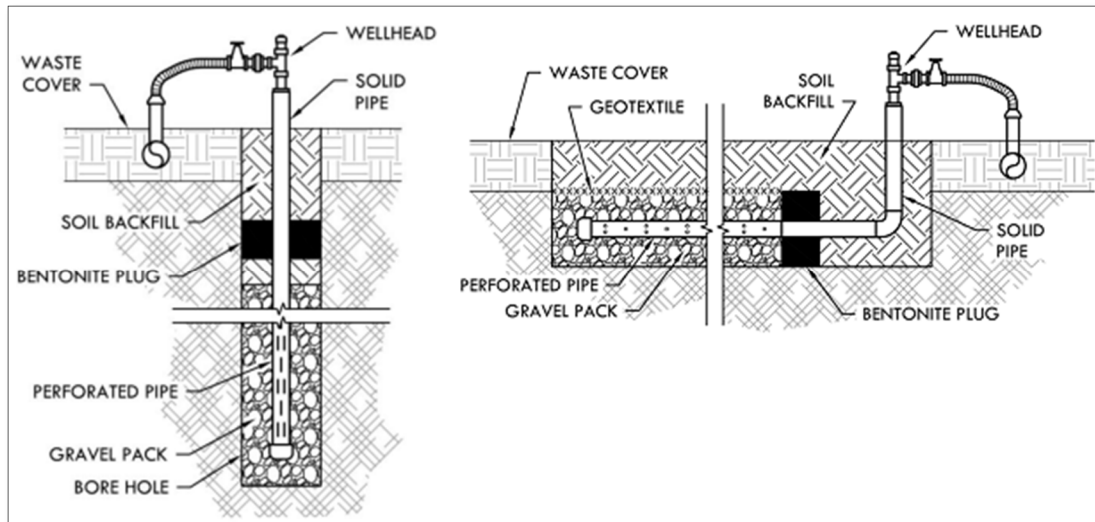 WELLHEAD
WASTE
COVER
SOLID
PIPE
SOIL BACKFILL
BENTONITE PLUG
PERFORATED PIPE
GRAVEL PACK
BORE HOLE
WELLHEAD
WASTE COVER
SOIL
BACKFILL
GEOTEXTILE
SOLID
PIPE
PERFORATED PIPE
GRAVEL PACK
BENTONITE PLUG